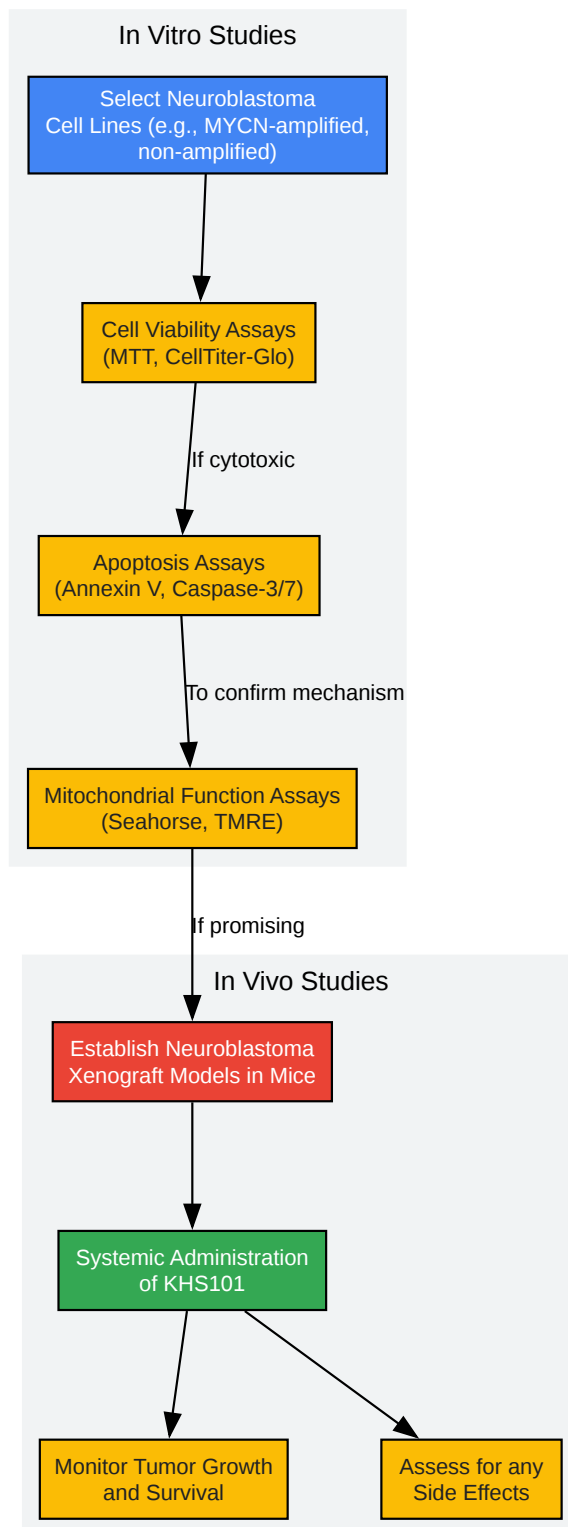 In Vitro Studies
Select Neuroblastoma
Cell Lines (e.g., MYCN-amplified,
non-amplified)
Cell Viability Assays
(MTT, CellTiter-Glo)
If cytotoxic
Apoptosis Assays
(Annexin V, Caspase-3/7)
To confirm mechanism
Mitochondrial Function Assays
(Seahorse, TMRE)
If promising
In Vivo Studies
Establish Neuroblastoma
Xenograft Models in Mice
Systemic Administration
of KHS101
Monitor Tumor Growth
and Survival
Assess for any
Side Effects